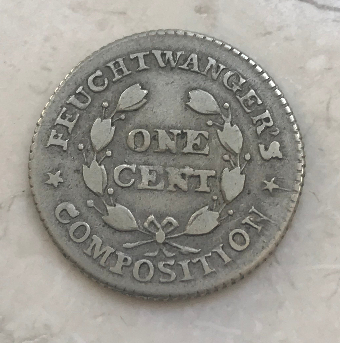 FEUCHTWANGER'S
ONE
CENT
COMPOSITION